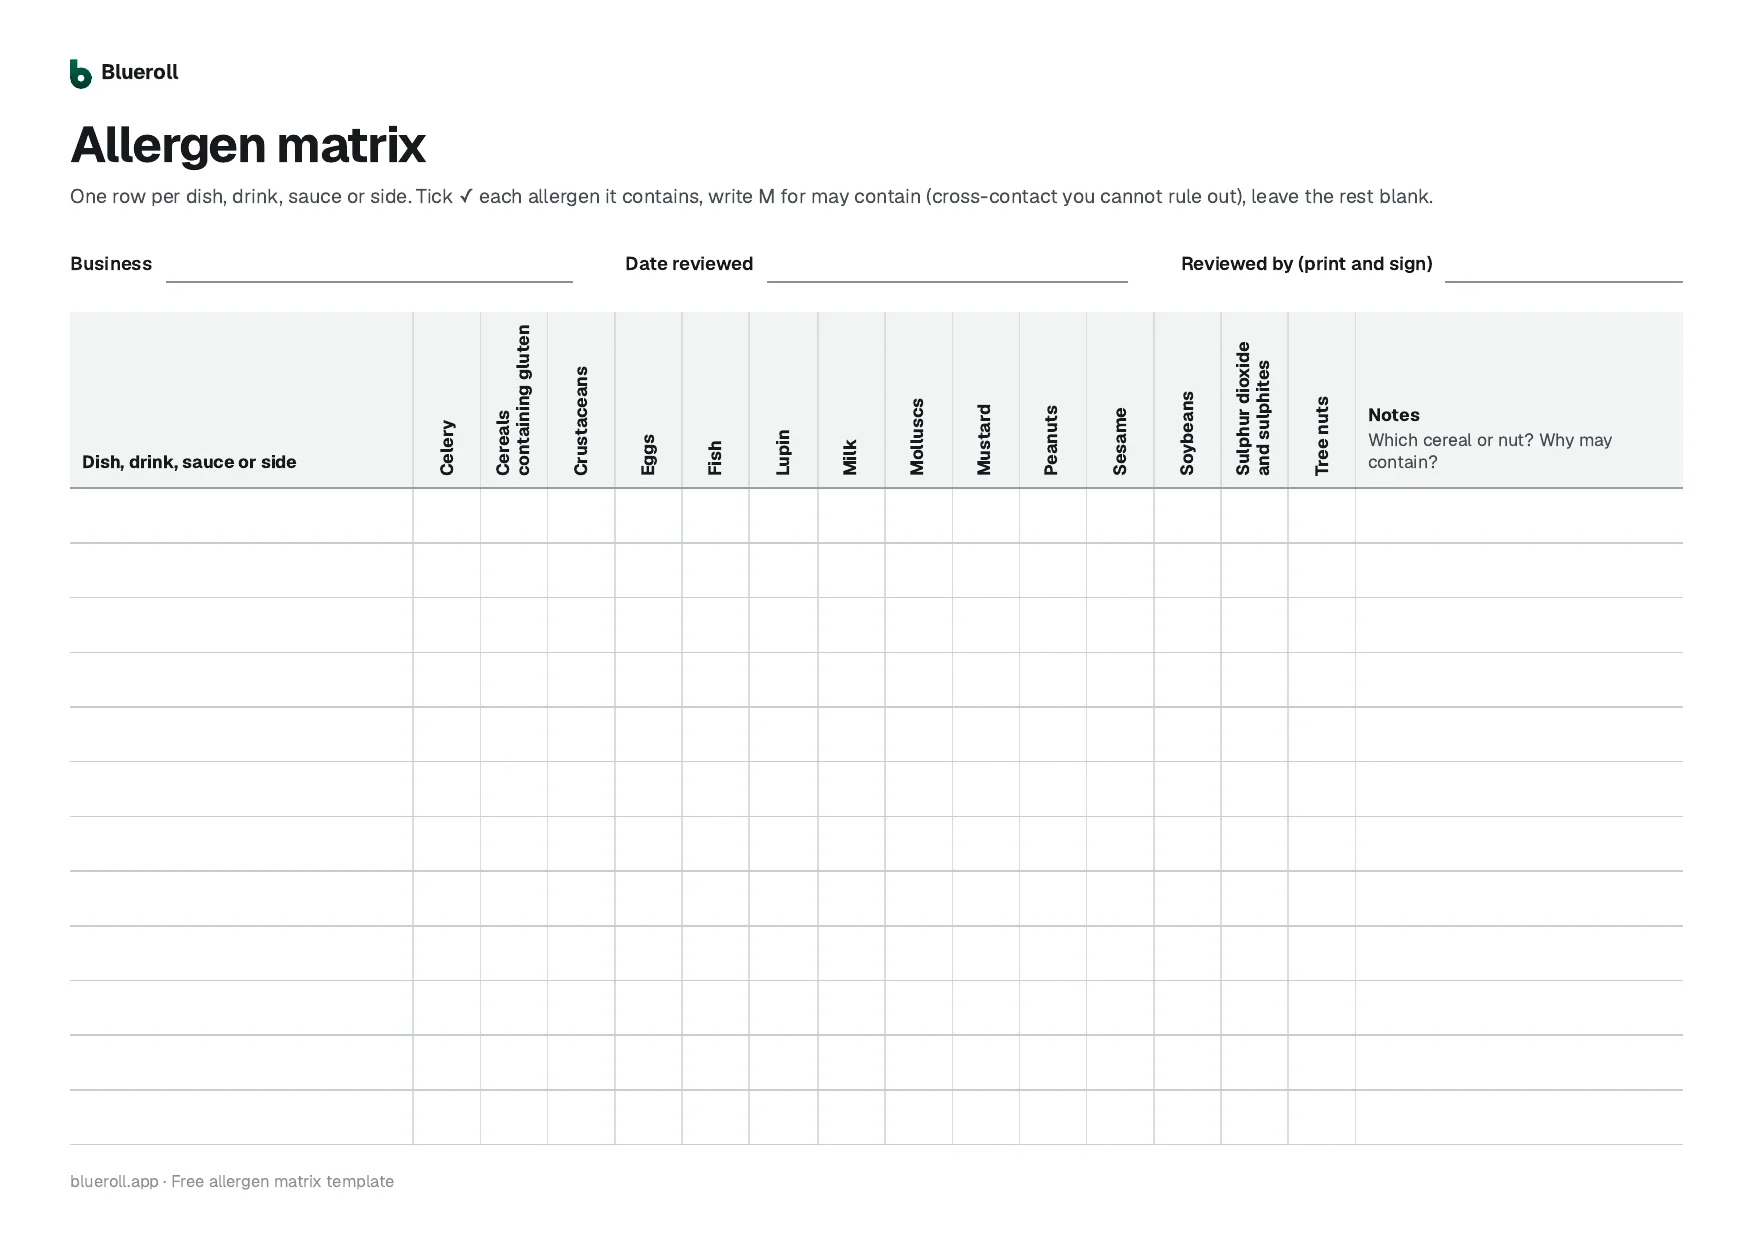 Blueroll
Allergen matrix
One row per dish, drink, sauce or side. Tick ✓ each allergen it contains, write M for may contain (cross-contact you cannot rule out), leave the rest blank.
Business
Date reviewed
Reviewed by (print and sign)
Dish, drink, sauce or side
Celery
Cereals
containing gluten
Crustaceans
Eggs
Fish
Lupin
Milk
Molluscs
Mustard
Peanuts
Sesame
Soybeans
Sulphur dioxide
and sulphites
Tree nuts
Notes
Which cereal or nut? Why may
contain?
blueroll.app · Free allergen matrix template